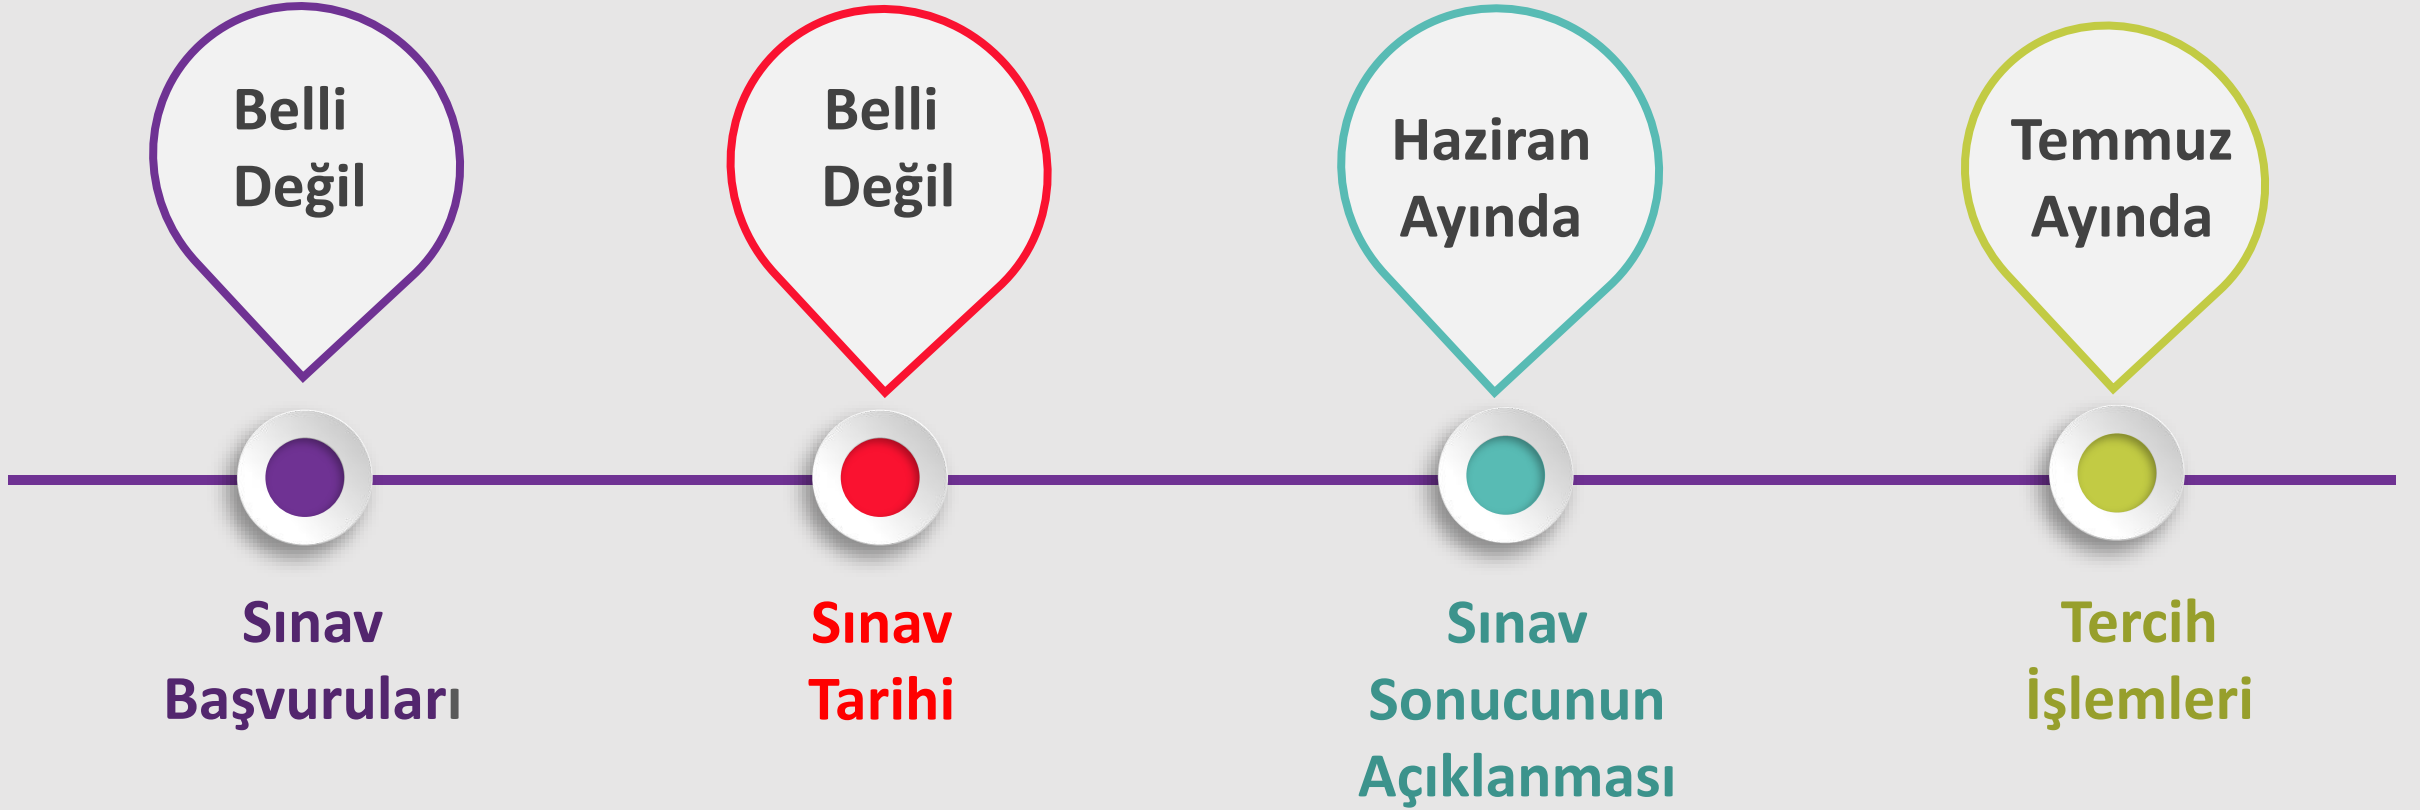 Belli
Değil
Belli
Değil
Haziran
Ayında
Temmuz
Ayında
Sınav
Başvuruları
Sınav
Tarihi
Sınav
Sonucunun
Açıklanması
Tercih
İşlemleri